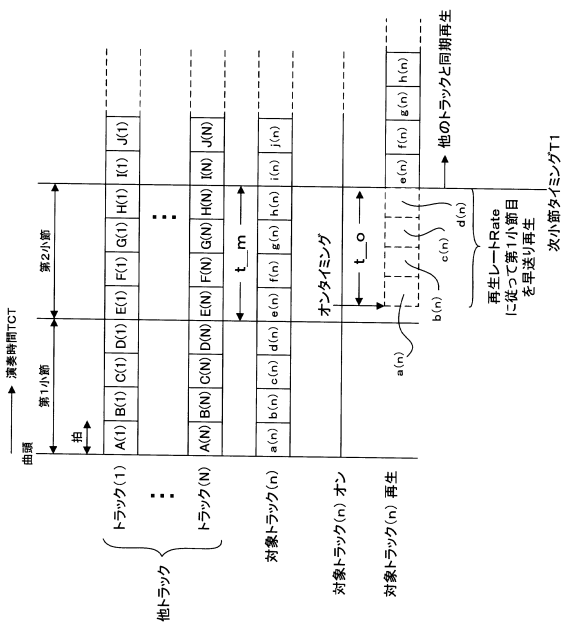 演奏時間TCT
曲頭
第1小節
第2小節
拍
他トラック
トラック(1)
A(1) B(1) C(1) D(1) E(1) F(1) G(1) H(1) I(1) J(1)
トラック(N)
A(N) B(N) C(N) D(N) E(N) F(N) G(N) H(N) I(N) J(N)
t_m
対象トラック(n)
a(n) b(n) c(n) d(n) e(n) f(n) g(n) h(n) i(n) j(n)
対象トラック(n) オン
オンタイミング
t_o
対象トラック(n) 再生
e(n) f(n) g(n) h(n)
a(n)
b(n)
c(n)
d(n)
他のトラックと同期再生
再生レートRate
に従って第1小節目
を早送り再生
次小節タイミングT1